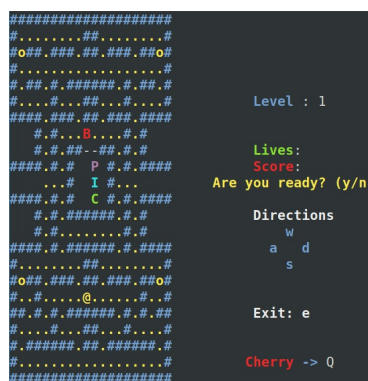 ####################
#........##........#
#o##.###.##.###.##o#
#..................#
#.##.#.######.#.##.#
#....#...##...#....# Level : 1
####.###.##.###.####
#.#...B....#.#
#.#.##--##.#.# Lives:
####.#.# P #.#.#### Score:
...# I #... Are you ready? (y/n
####.#.# C #.#.####
#.#.######.#.# Directions
#.#........#.# w
####.#.######.#.#### a d
#........##........# s
#o##.###.##.###.##o#
#..#.....@......#..#
##.#.#.######.#.#.## Exit: e
#....#...##...#....#
#.######.##.######.#
#..................# Cherry -> Q
####################